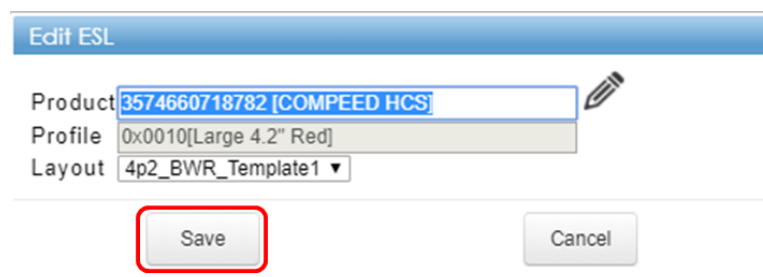 Edit ESL
Product 3574660718782 [COMPEED HCS]
Profile 0x0010[Large 4.2" Red]
Layout 4p2_BWR_Template1 ▼
Save Cancel